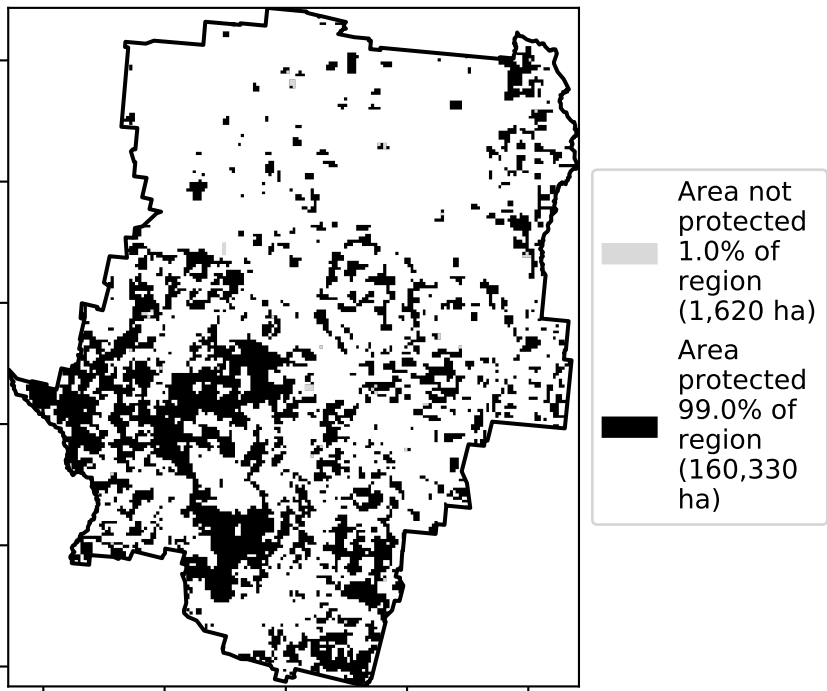 Area not
protected
1.0% of
region
(1,620 ha)
Area
protected
99.0% of
region
(160,330
ha)